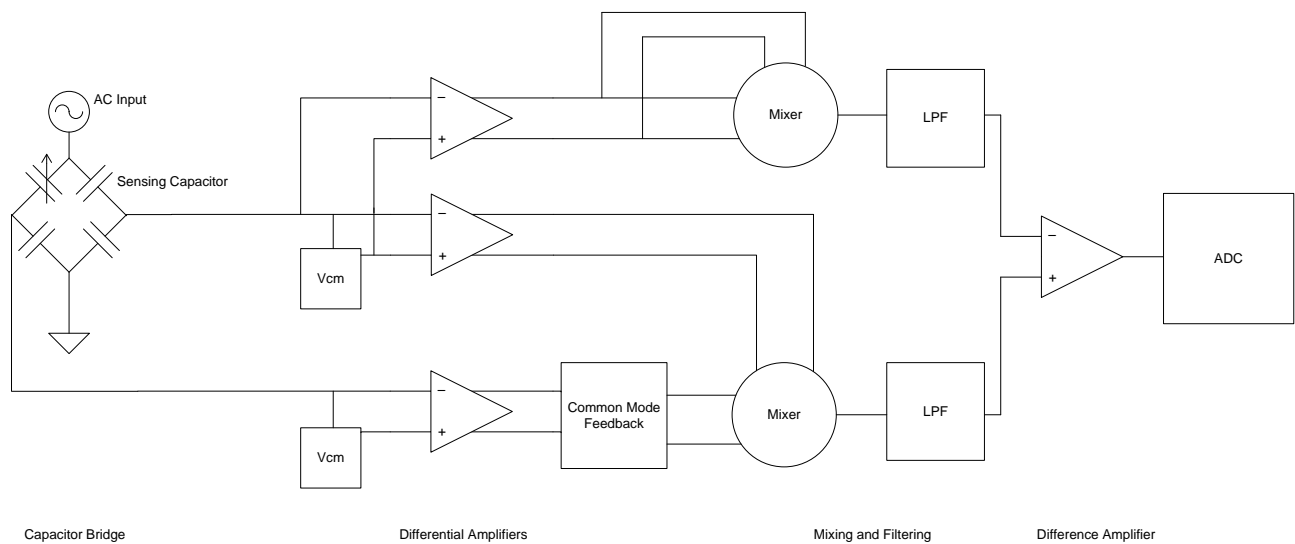 AC Input
Sensing Capacitor
−
+
−
+
Vcm
−
+
Vcm
Common Mode
Feedback
Mixer
Mixer
LPF
LPF
−
+
ADC
Capacitor Bridge
Differential Amplifiers
Mixing and Filtering
Difference Amplifier